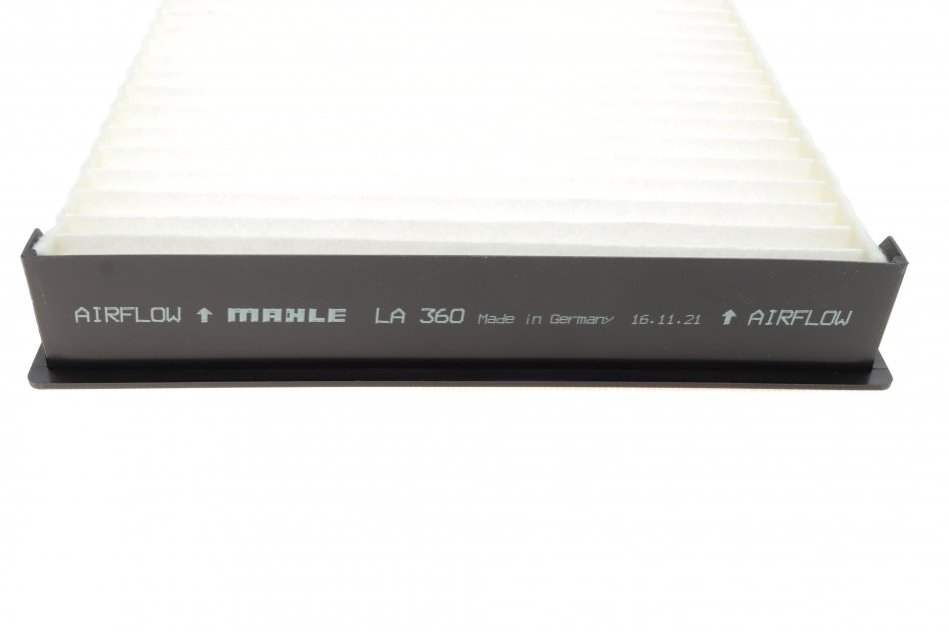 AIRFLOW ↑ MAHLE LA 360 Made in Germany 16.11.21 ↑ AIRFLOW